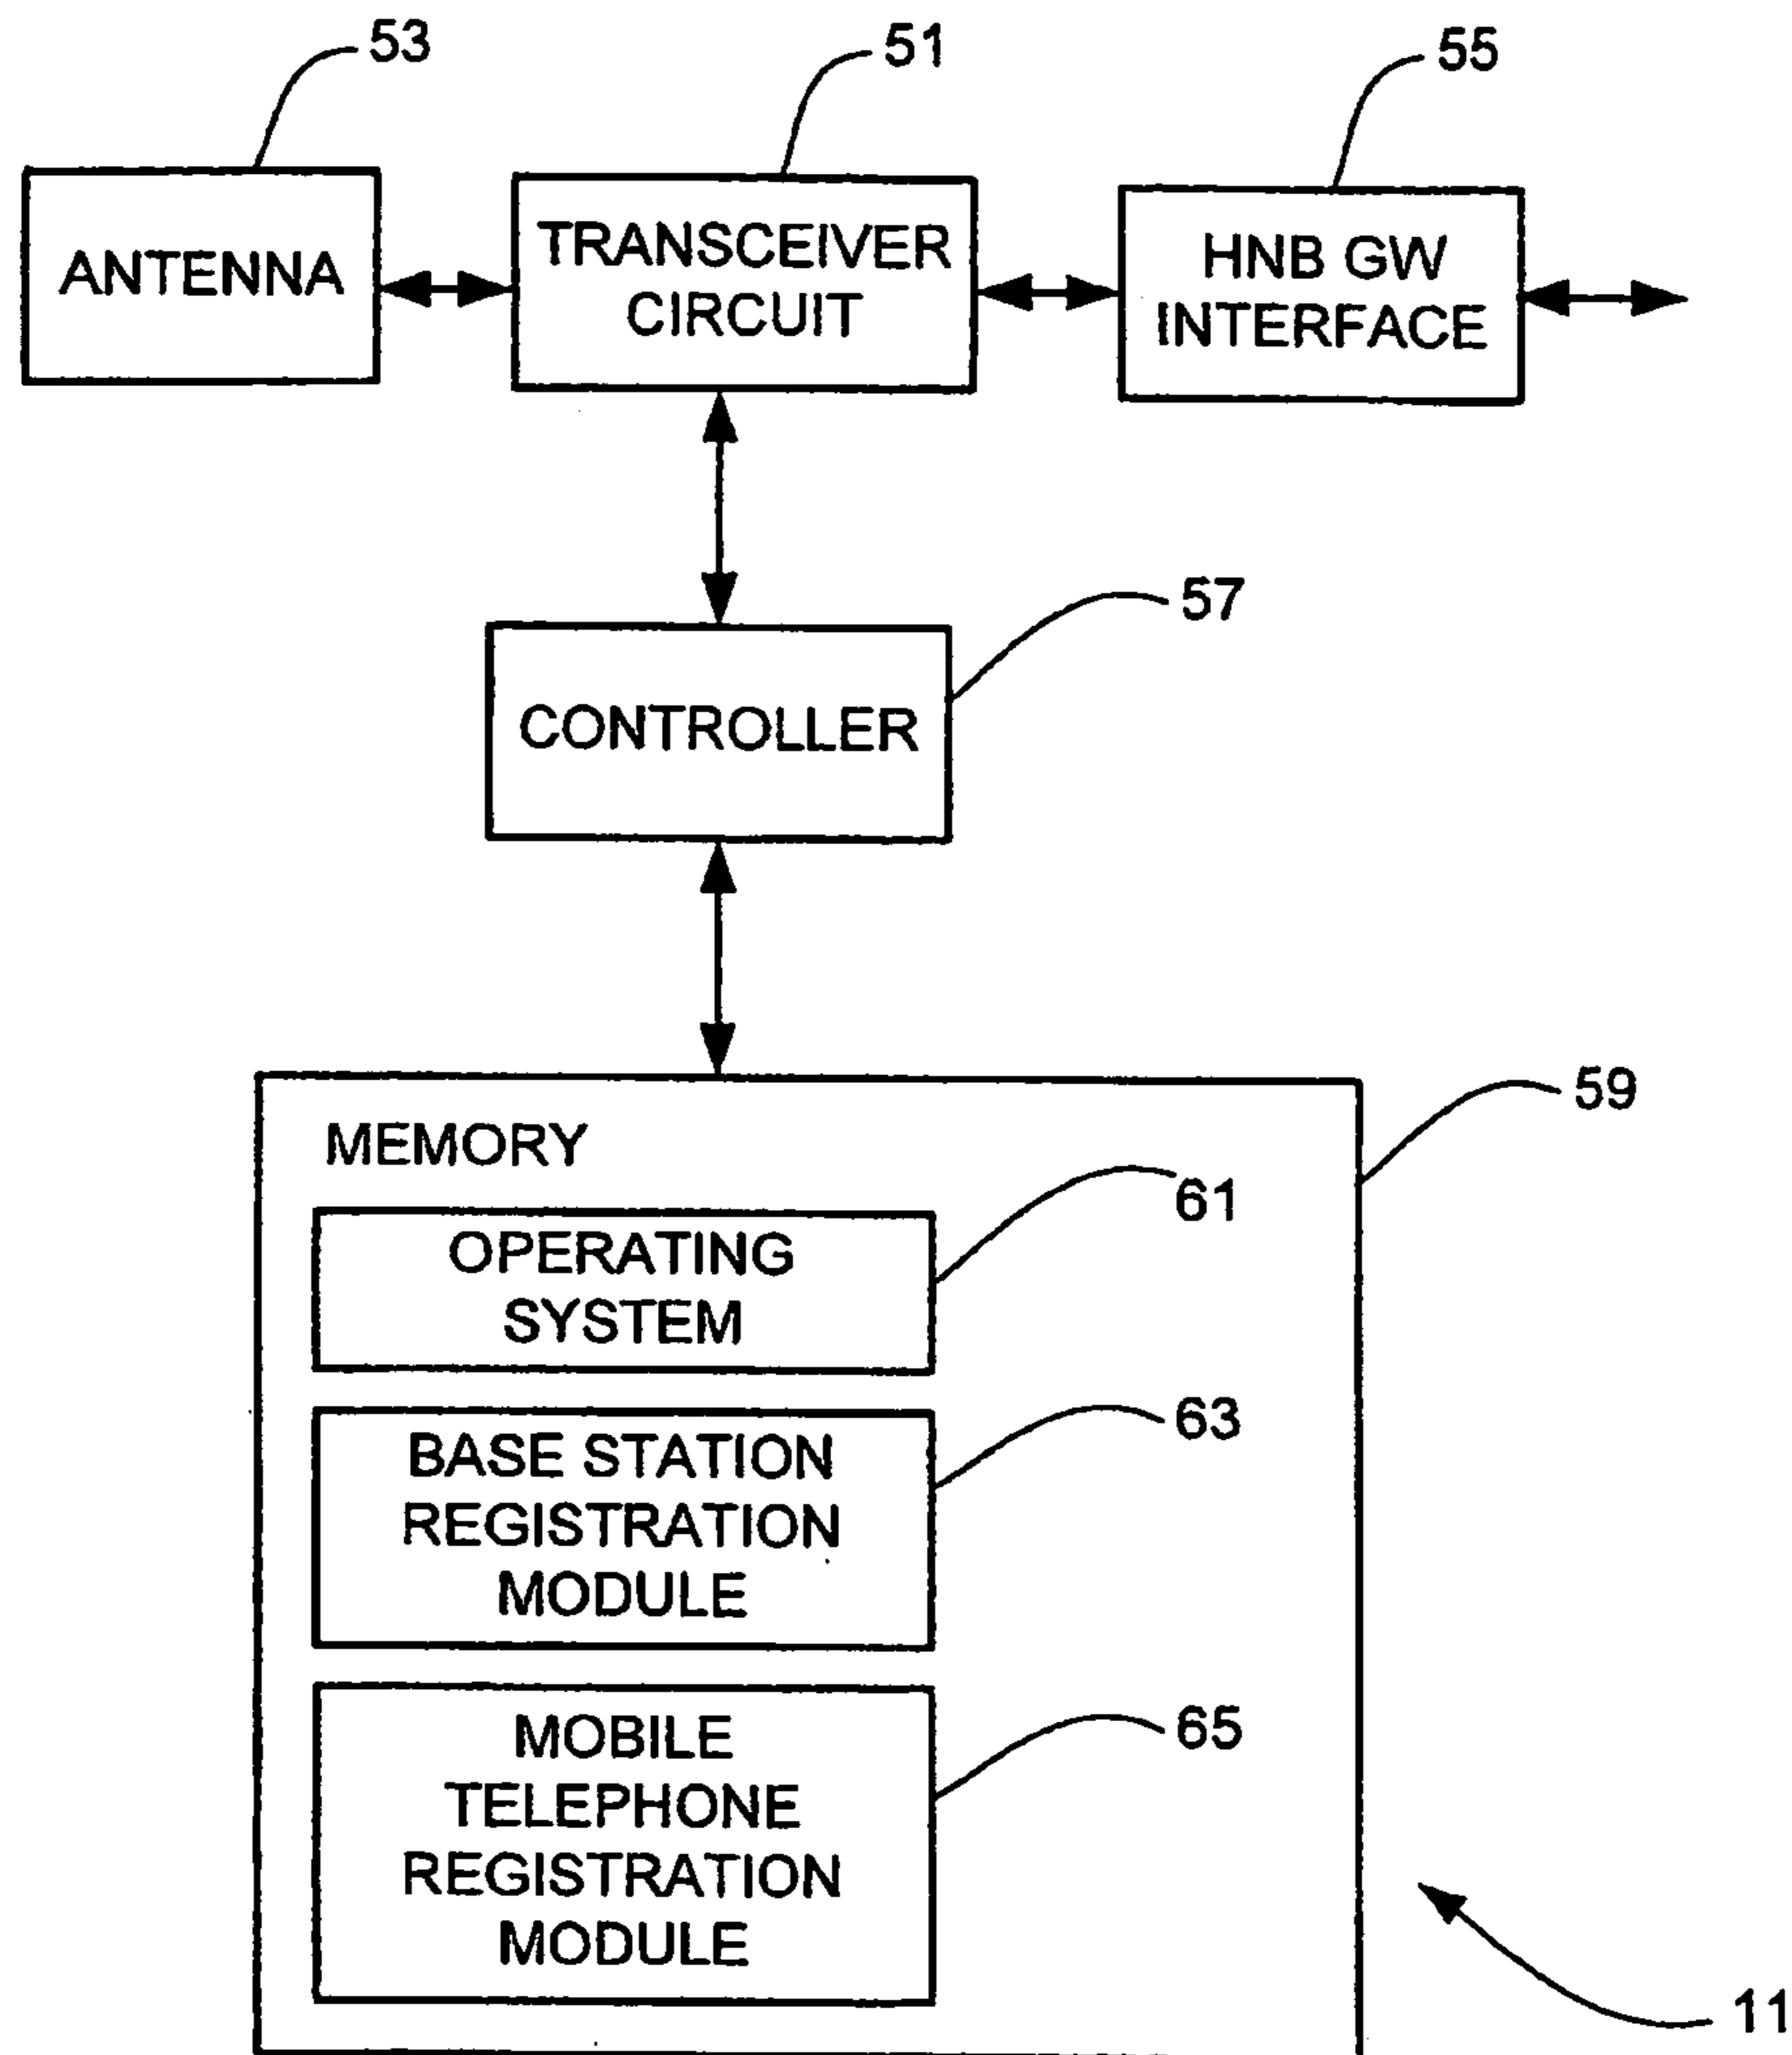 53
51
55
ANTENNA
TRANSCEIVER
CIRCUIT
HNB GW
INTERFACE
57
CONTROLLER
59
MEMORY
61
OPERATING
SYSTEM
63
BASE STATION
REGISTRATION
MODULE
65
MOBILE
TELEPHONE
REGISTRATION
MODULE
11